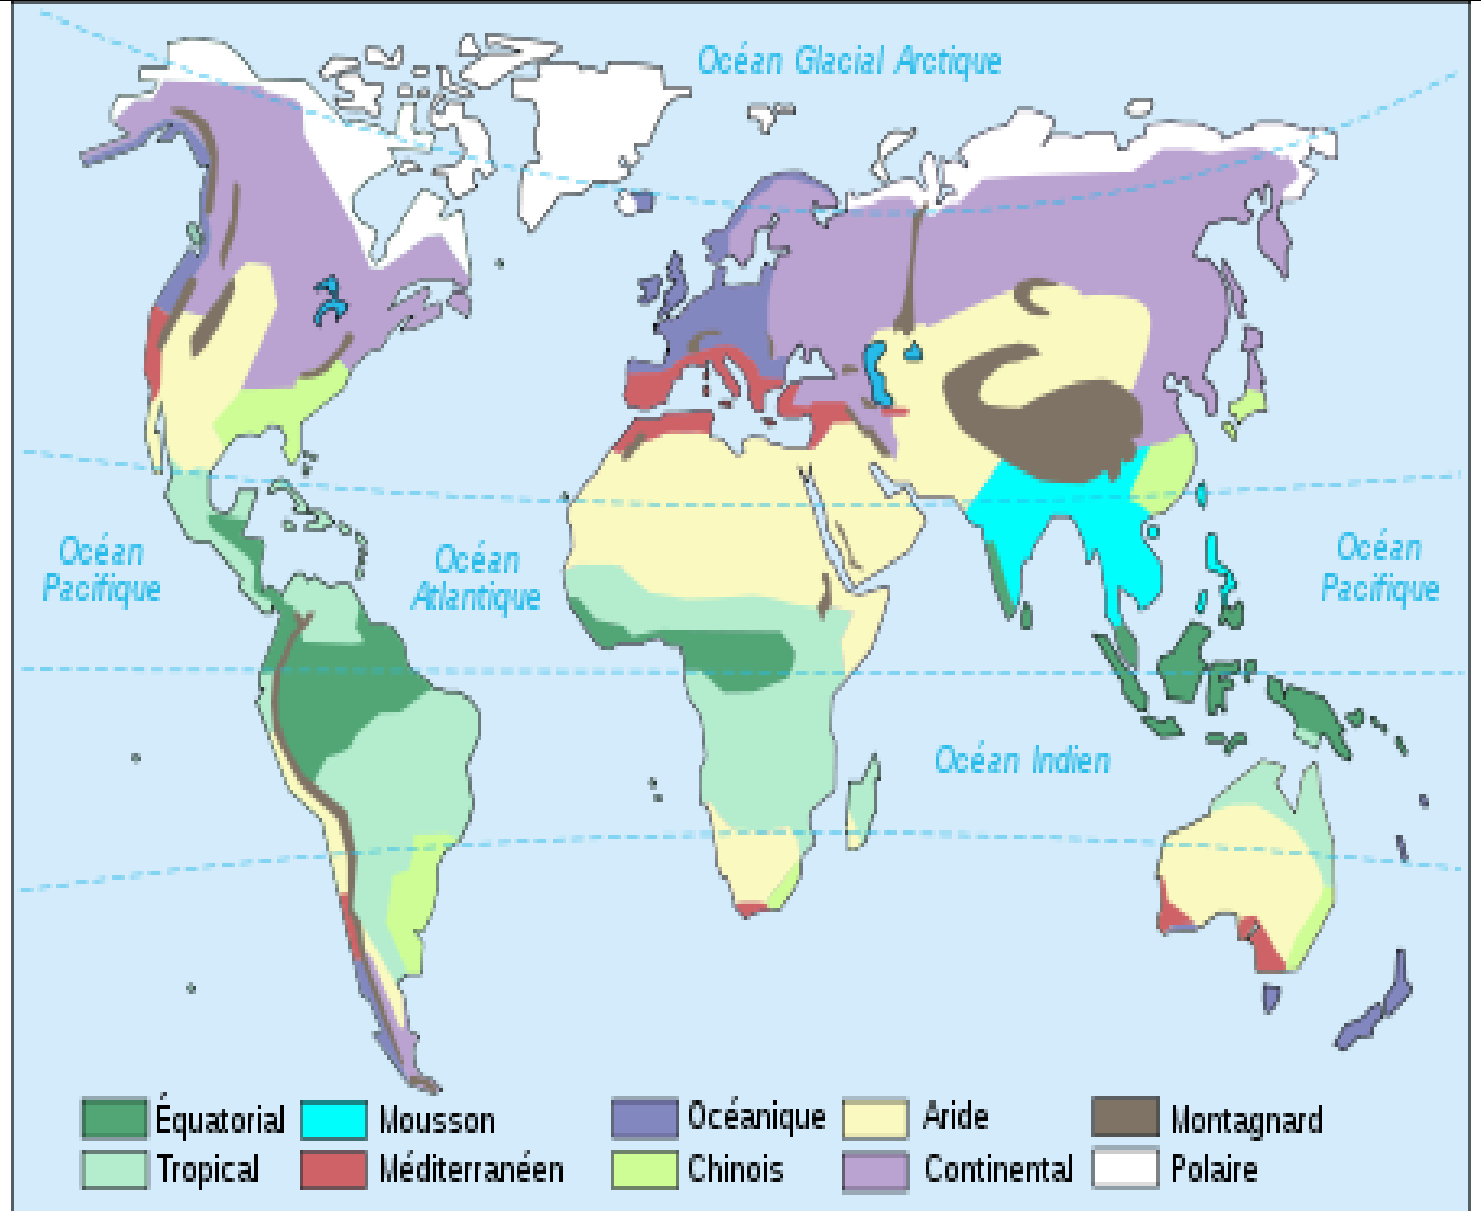 Océan Glacial Arctique
Océan
Pacifique
Océan
Atlantique
Océan
Pacifique
Océan Indien
Équatorial
Mousson
Océanique
Aride
Montagnard
Tropical
Méditerranéen
Chinois
Continental
Polaire